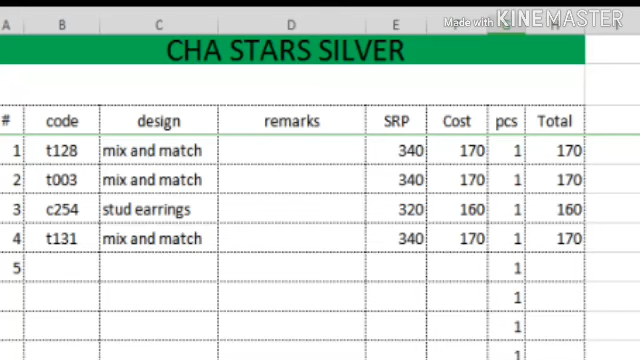 Made with KINEMASTER
A B C D E F G H I
CHA STARS SILVER
# code design remarks SRP Cost pcs Total
1 t128 mix and match 340 170 1 170
2 t003 mix and match 340 170 1 170
3 c254 stud earrings 320 160 1 160
4 t131 mix and match 340 170 1 170
5 1
1
1
1